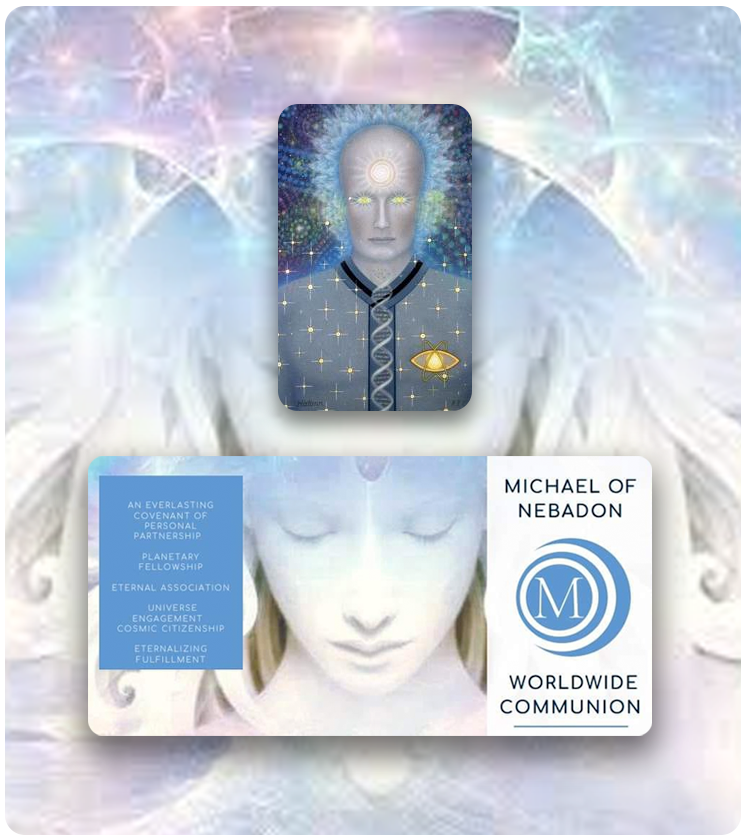 AN EVERLASTING
COVENANT OF
PERSONAL
PARTNERSHIP
PLANETARY
FELLOWSHIP
ETERNAL ASSOCIATION
UNIVERSE
ENGAGEMENT
COSMIC CITIZENSHIP
ETERNALIZING
FULFILLMENT
MICHAEL OF
NEBADON
M
WORLDWIDE
COMMUNION